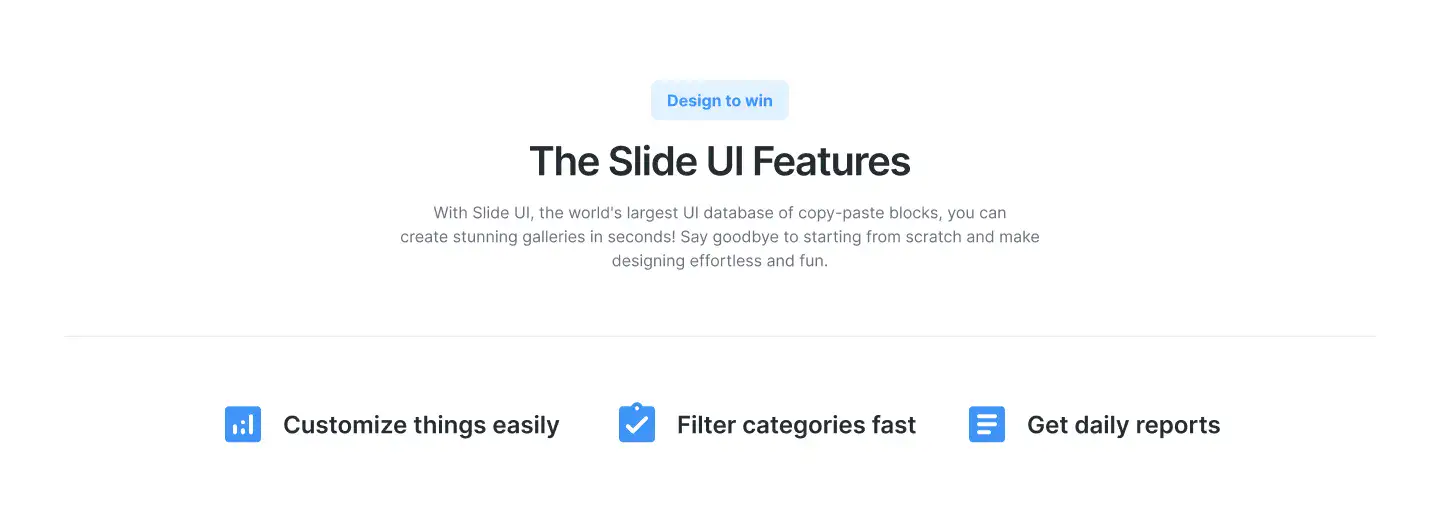 Design to win
The Slide UI Features
With Slide UI, the world's largest UI database of copy-paste blocks, you can
create stunning galleries in seconds! Say goodbye to starting from scratch and make
designing effortless and fun.
Customize things easily
Filter categories fast
Get daily reports